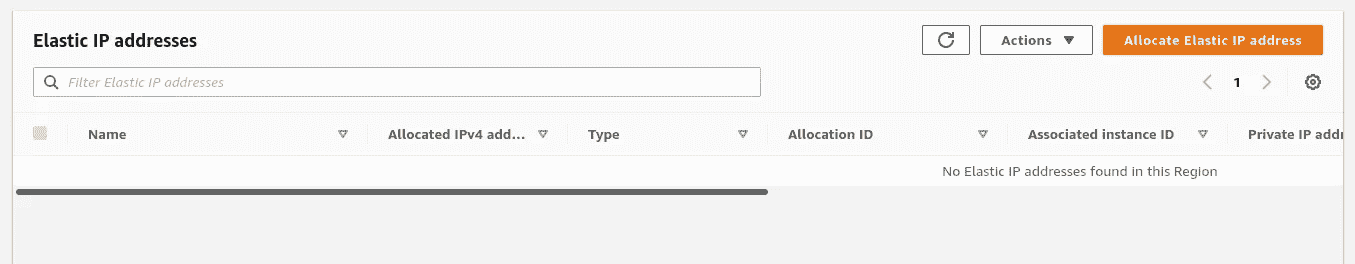 Elastic IP addresses
Actions
Allocate Elastic IP address
Filter Elastic IP addresses
1
Name Allocated IPv4 add... Type Allocation ID Associated instance ID Private IP addr
No Elastic IP addresses found in this Region